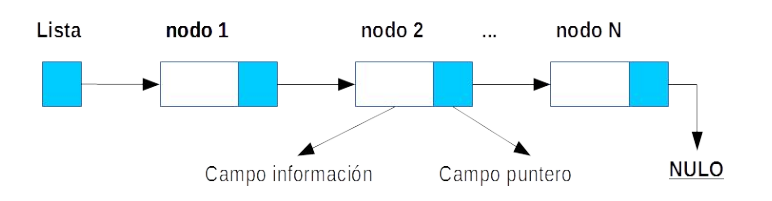 Lista nodo 1 nodo 2 ... nodo N
Campo información Campo puntero
NULO